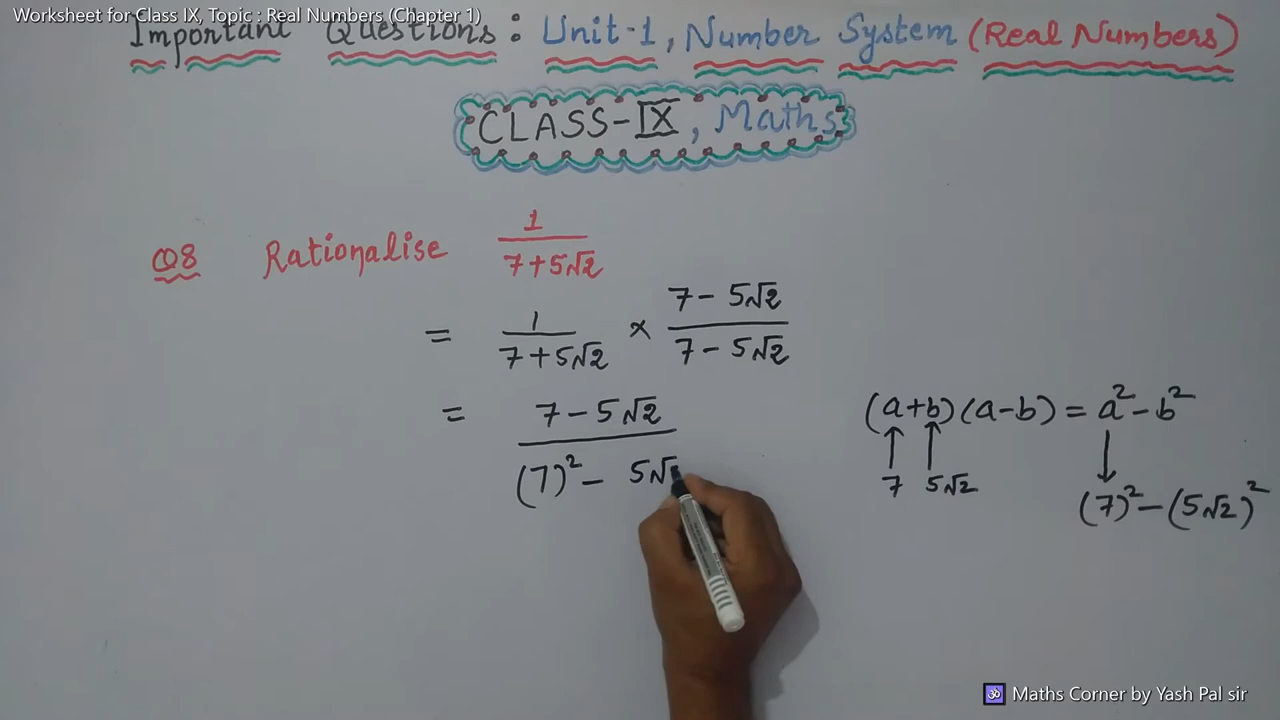 Worksheet for Class IX, Topic : Real Numbers (Chapter 1)
Important Questions : Unit-1, Number System (Real Numbers)
CLASS-IX, Maths
Q8 Rationalise 1/(7+5√2)
= 1/(7+5√2) × (7-5√2)/(7-5√2)
= 7-5√2
(7)² - 5√
(a+b)(a-b) = a² - b²
↑ ↑ ↓
7 5√2
(7)² - (5√2)²
ॐ Maths Corner by Yash Pal sir